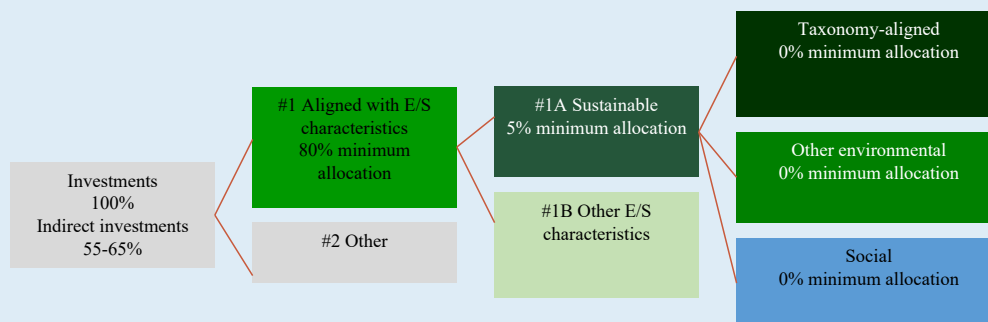 Investments
100%
Indirect investments
55-65%
#1 Aligned with E/S
characteristics
80% minimum
allocation
#2 Other
#1A Sustainable
5% minimum allocation
#1B Other E/S
characteristics
Taxonomy-aligned
0% minimum allocation
Other environmental
0% minimum allocation
Social
0% minimum allocation